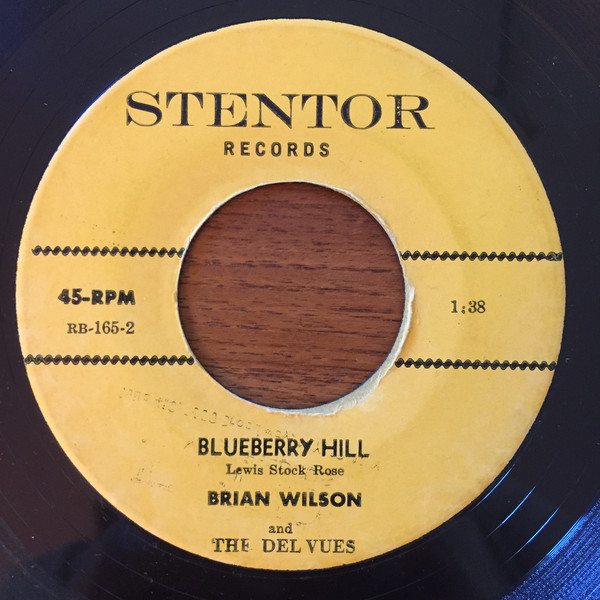 STENTOR
RECORDS
45-RPM
RB-165-2
1:38
BLUEBERRY HILL
Lewis Stock Rose
BRIAN WILSON
and
THE DEL VUES